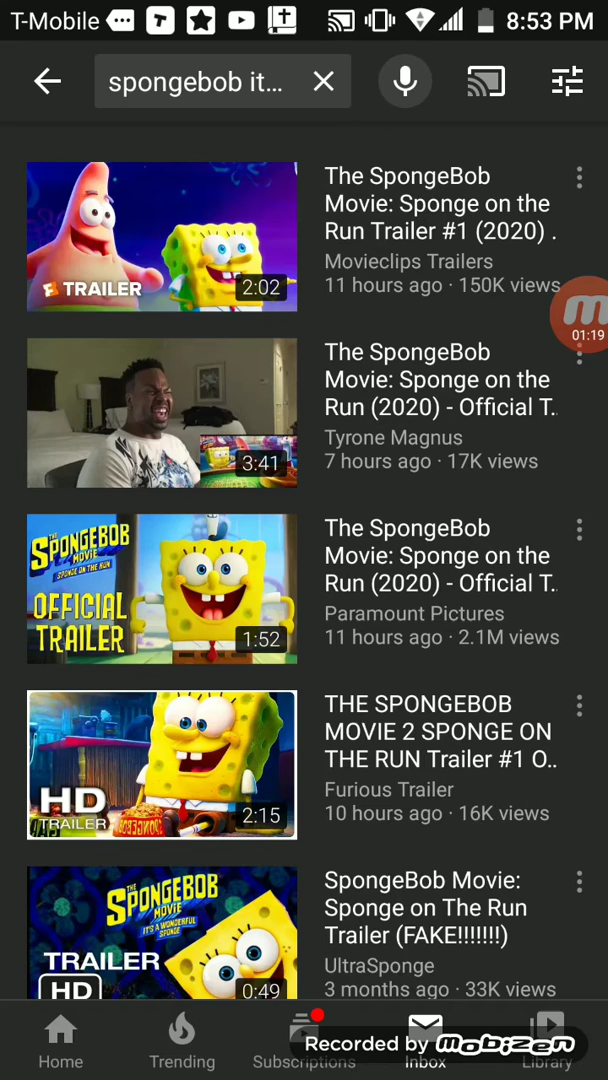 T-Mobile
8:53 PM
spongebob it...
The SpongeBob
Movie: Sponge on the
Run Trailer #1 (2020) .
Movieclips Trailers
11 hours ago · 150K views
TRAILER
2:02
01:19
The SpongeBob
Movie: Sponge on the
Run (2020) - Official T.
Tyrone Magnus
7 hours ago · 17K views
3:41
The SpongeBob
Movie: Sponge on the
Run (2020) - Official T.
Paramount Pictures
11 hours ago · 2.1M views
THE
SPONGEBOB
MOVIE
SPONGE ON THE RUN
OFFICIAL
TRAILER
1:52
THE SPONGEBOB
MOVIE 2 SPONGE ON
THE RUN Trailer #1 O..
Furious Trailer
10 hours ago · 16K views
HD
TRAILER
2:15
SpongeBob Movie:
Sponge on The Run
Trailer (FAKE!!!!!!!)
UltraSponge
3 months ago · 33K views
THE
SPONGEBOB
MOVIE
IT'S A WONDERFUL
SPONGE
TRAILER
HD
0:49
Recorded by mobizen
Home
Trending
Subscriptions
Inbox
Library